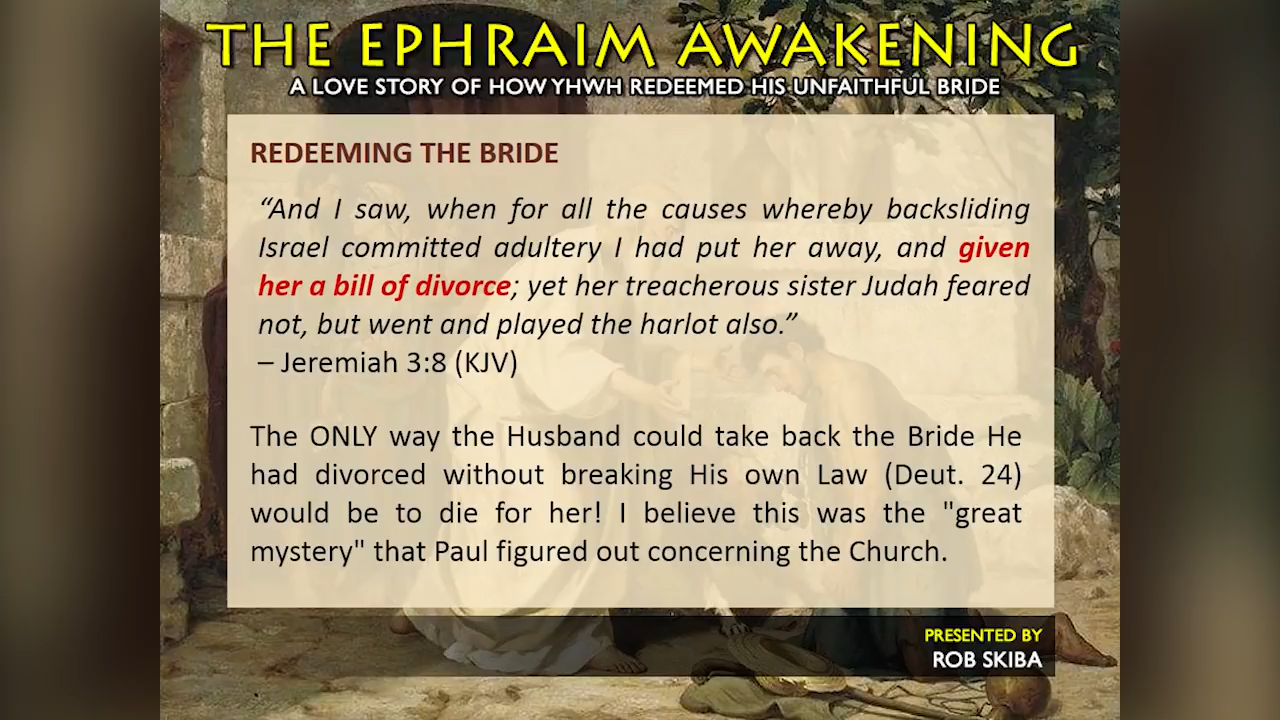 THE EPHRAIM AWAKENING
A LOVE STORY OF HOW YHWH REDEEMED HIS UNFAITHFUL BRIDE
REDEEMING THE BRIDE
“And I saw, when for all the causes whereby backsliding
Israel committed adultery I had put her away, and given
her a bill of divorce; yet her treacherous sister Judah feared
not, but went and played the harlot also.”
– Jeremiah 3:8 (KJV)
The ONLY way the Husband could take back the Bride He
had divorced without breaking His own Law (Deut. 24)
would be to die for her! I believe this was the "great
mystery" that Paul figured out concerning the Church.
PRESENTED BY
ROB SKIBA